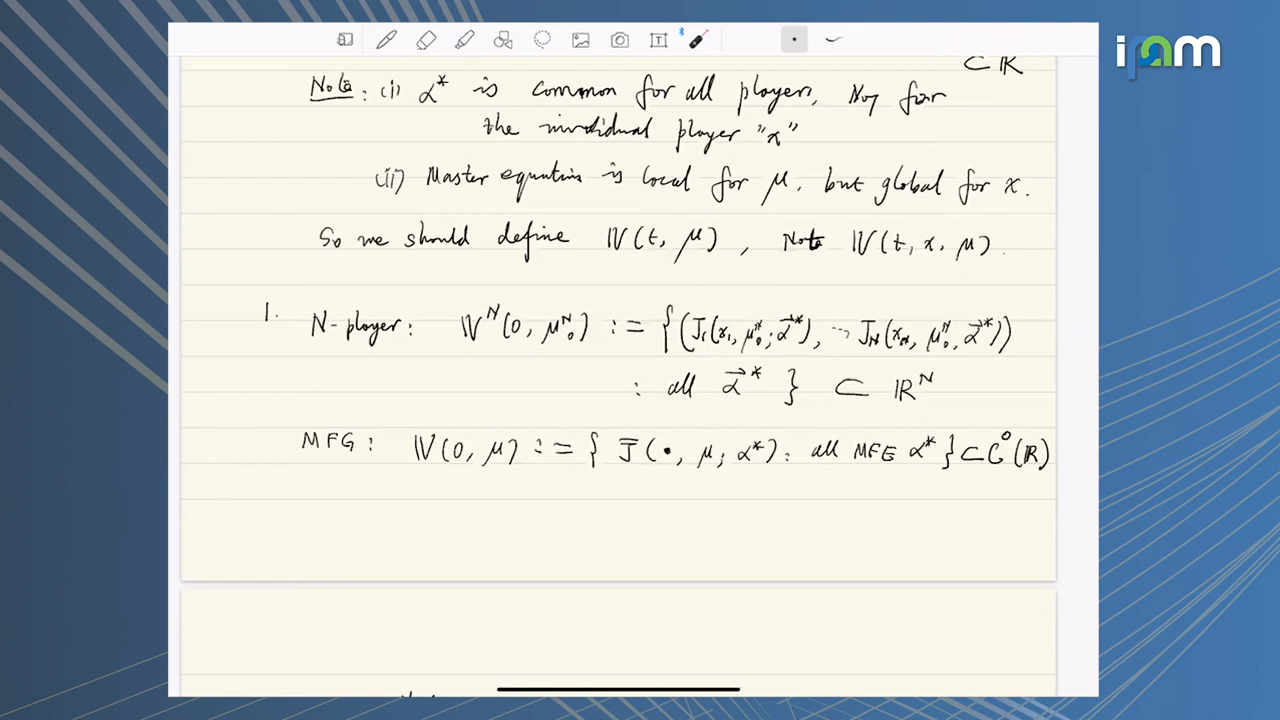 ipam
⊂ ℝ
Note: (i) α* is common for all players, Not for
the invdidual player "x"
(ii) Master equation is local for μ, but global for x.
So we should define 𝕍(t, μ), Not 𝕍(t, x, μ).
1. N-player: 𝕍^N(0, μ_0^N) := {(J_1(x_1, μ_0^N; α⃗*), ... J_N(x_N, μ_0^N, α⃗*))
: all α⃗* } ⊂ ℝ^N
MFG: 𝕍(0, μ) := { J(·, μ; α*): all MFE α* } ⊂ C^0(ℝ)